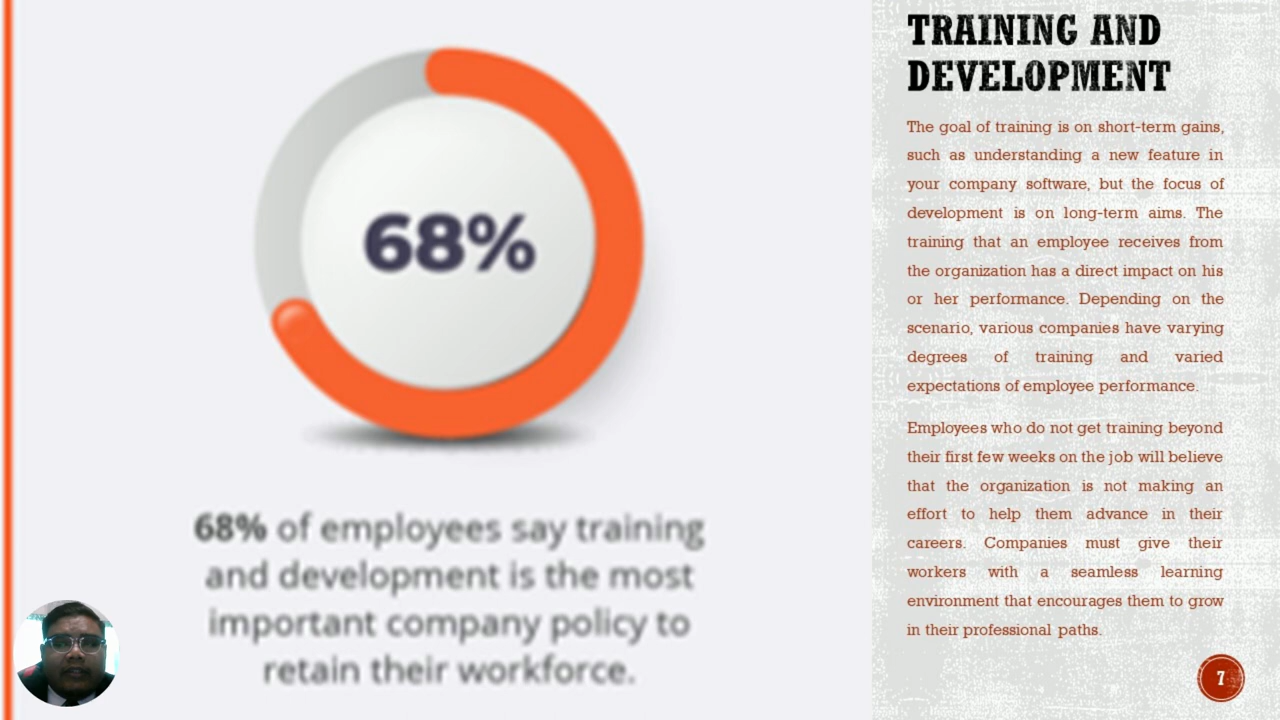 68%
68% of employees say training
and development is the most
important company policy to
retain their workforce.
TRAINING AND
DEVELOPMENT
The goal of training is on short-term gains,
such as understanding a new feature in
your company software, but the focus of
development is on long-term aims. The
training that an employee receives from
the organization has a direct impact on his
or her performance. Depending on the
scenario, various companies have varying
degrees of training and varied
expectations of employee performance.
Employees who do not get training beyond
their first few weeks on the job will believe
that the organization is not making an
effort to help them advance in their
careers. Companies must give their
workers with a seamless learning
environment that encourages them to grow
in their professional paths.
7